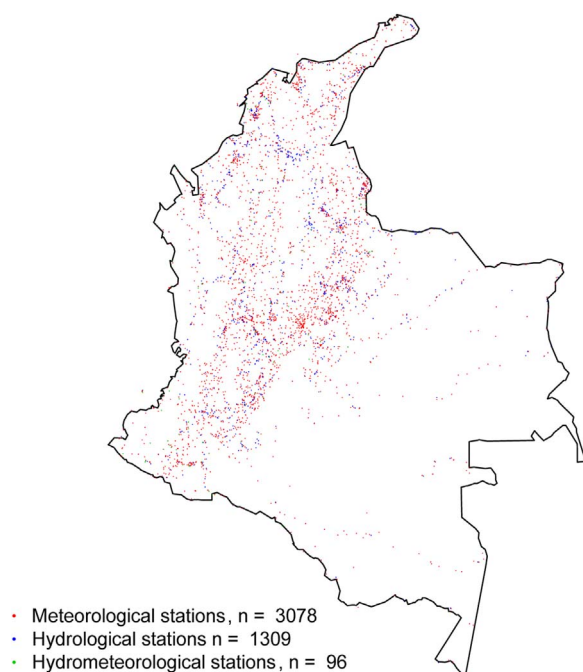 Meteorological stations, n = 3078
Hydrological stations n = 1309
Hydrometeorological stations, n = 96